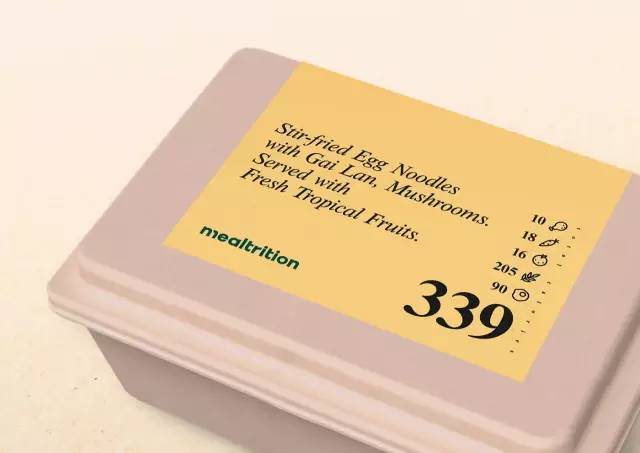 Stir-fried Egg Noodles
with Gai Lan, Mushrooms.
Served with
Fresh Tropical Fruits.
mealtrition
10
18
16
205
90
339